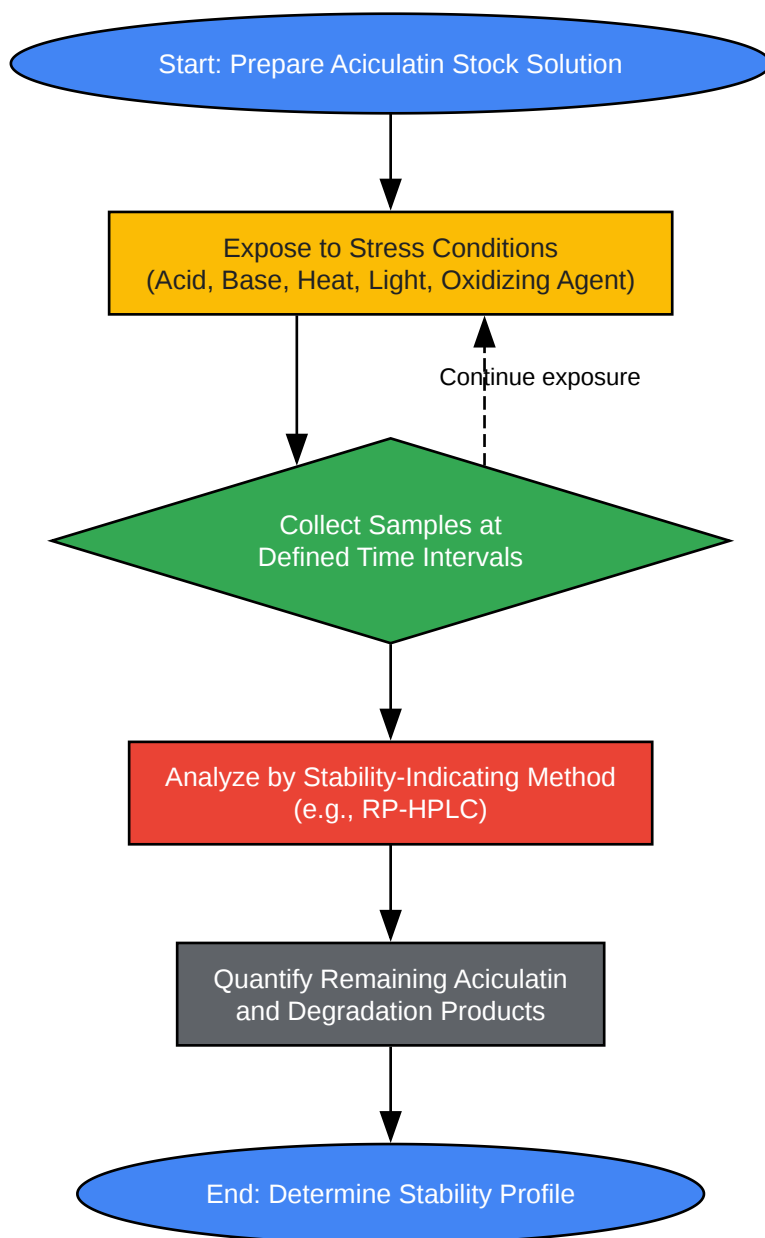 Start: Prepare Aciculatin Stock Solution
Expose to Stress Conditions
(Acid, Base, Heat, Light, Oxidizing Agent)
Continue exposure
Collect Samples at
Defined Time Intervals
Analyze by Stability-Indicating Method
(e.g., RP-HPLC)
Quantify Remaining Aciculatin
and Degradation Products
End: Determine Stability Profile